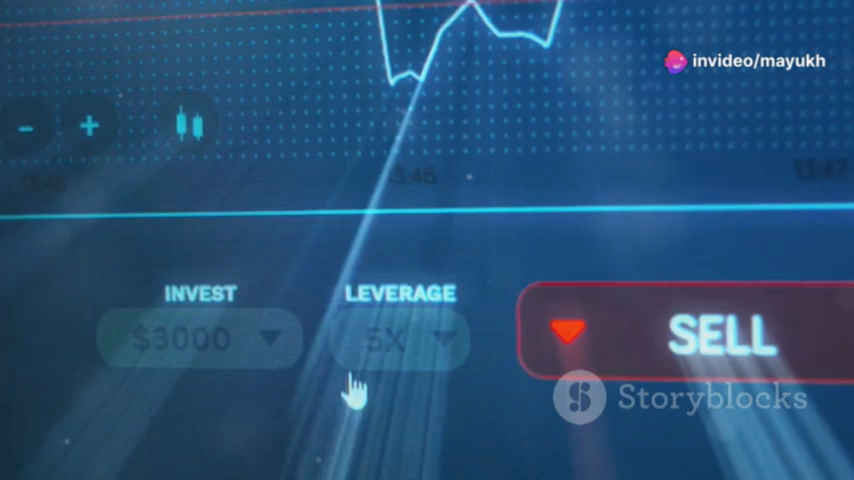 invideo/mayukh
- +
3:46
INVEST
LEVERAGE
$3000
5X
SELL
Storyblocks